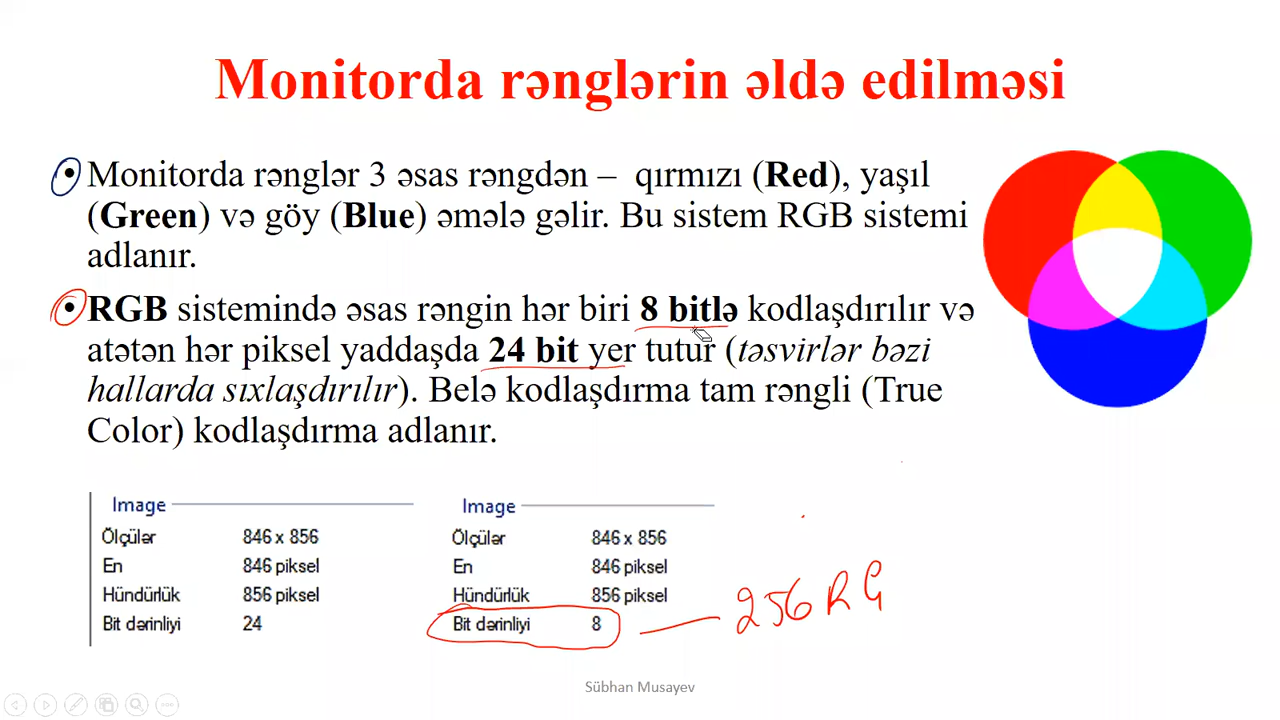 Monitorda rənglərin əldə edilməsi
• Monitorda rənglər 3 əsas rəngdən – qırmızı (Red), yaşıl
(Green) və göy (Blue) əmələ gəlir. Bu sistem RGB sistemi
adlanır.
• RGB sistemində əsas rəngin hər biri 8 bitlə kodlaşdırılır və
atətən hər piksel yaddaşda 24 bit yer tutur (təsvirlər bəzi
hallarda sıxlaşdırılır). Belə kodlaşdırma tam rəngli (True
Color) kodlaşdırma adlanır.
Image
Ölçülər 846 x 856
En 846 piksel
Hündürlük 856 piksel
Bit dərinliyi 24
Image
Ölçülər 846 x 856
En 846 piksel
Hündürlük 856 piksel
Bit dərinliyi 8
256 R G
Sübhan Musayev